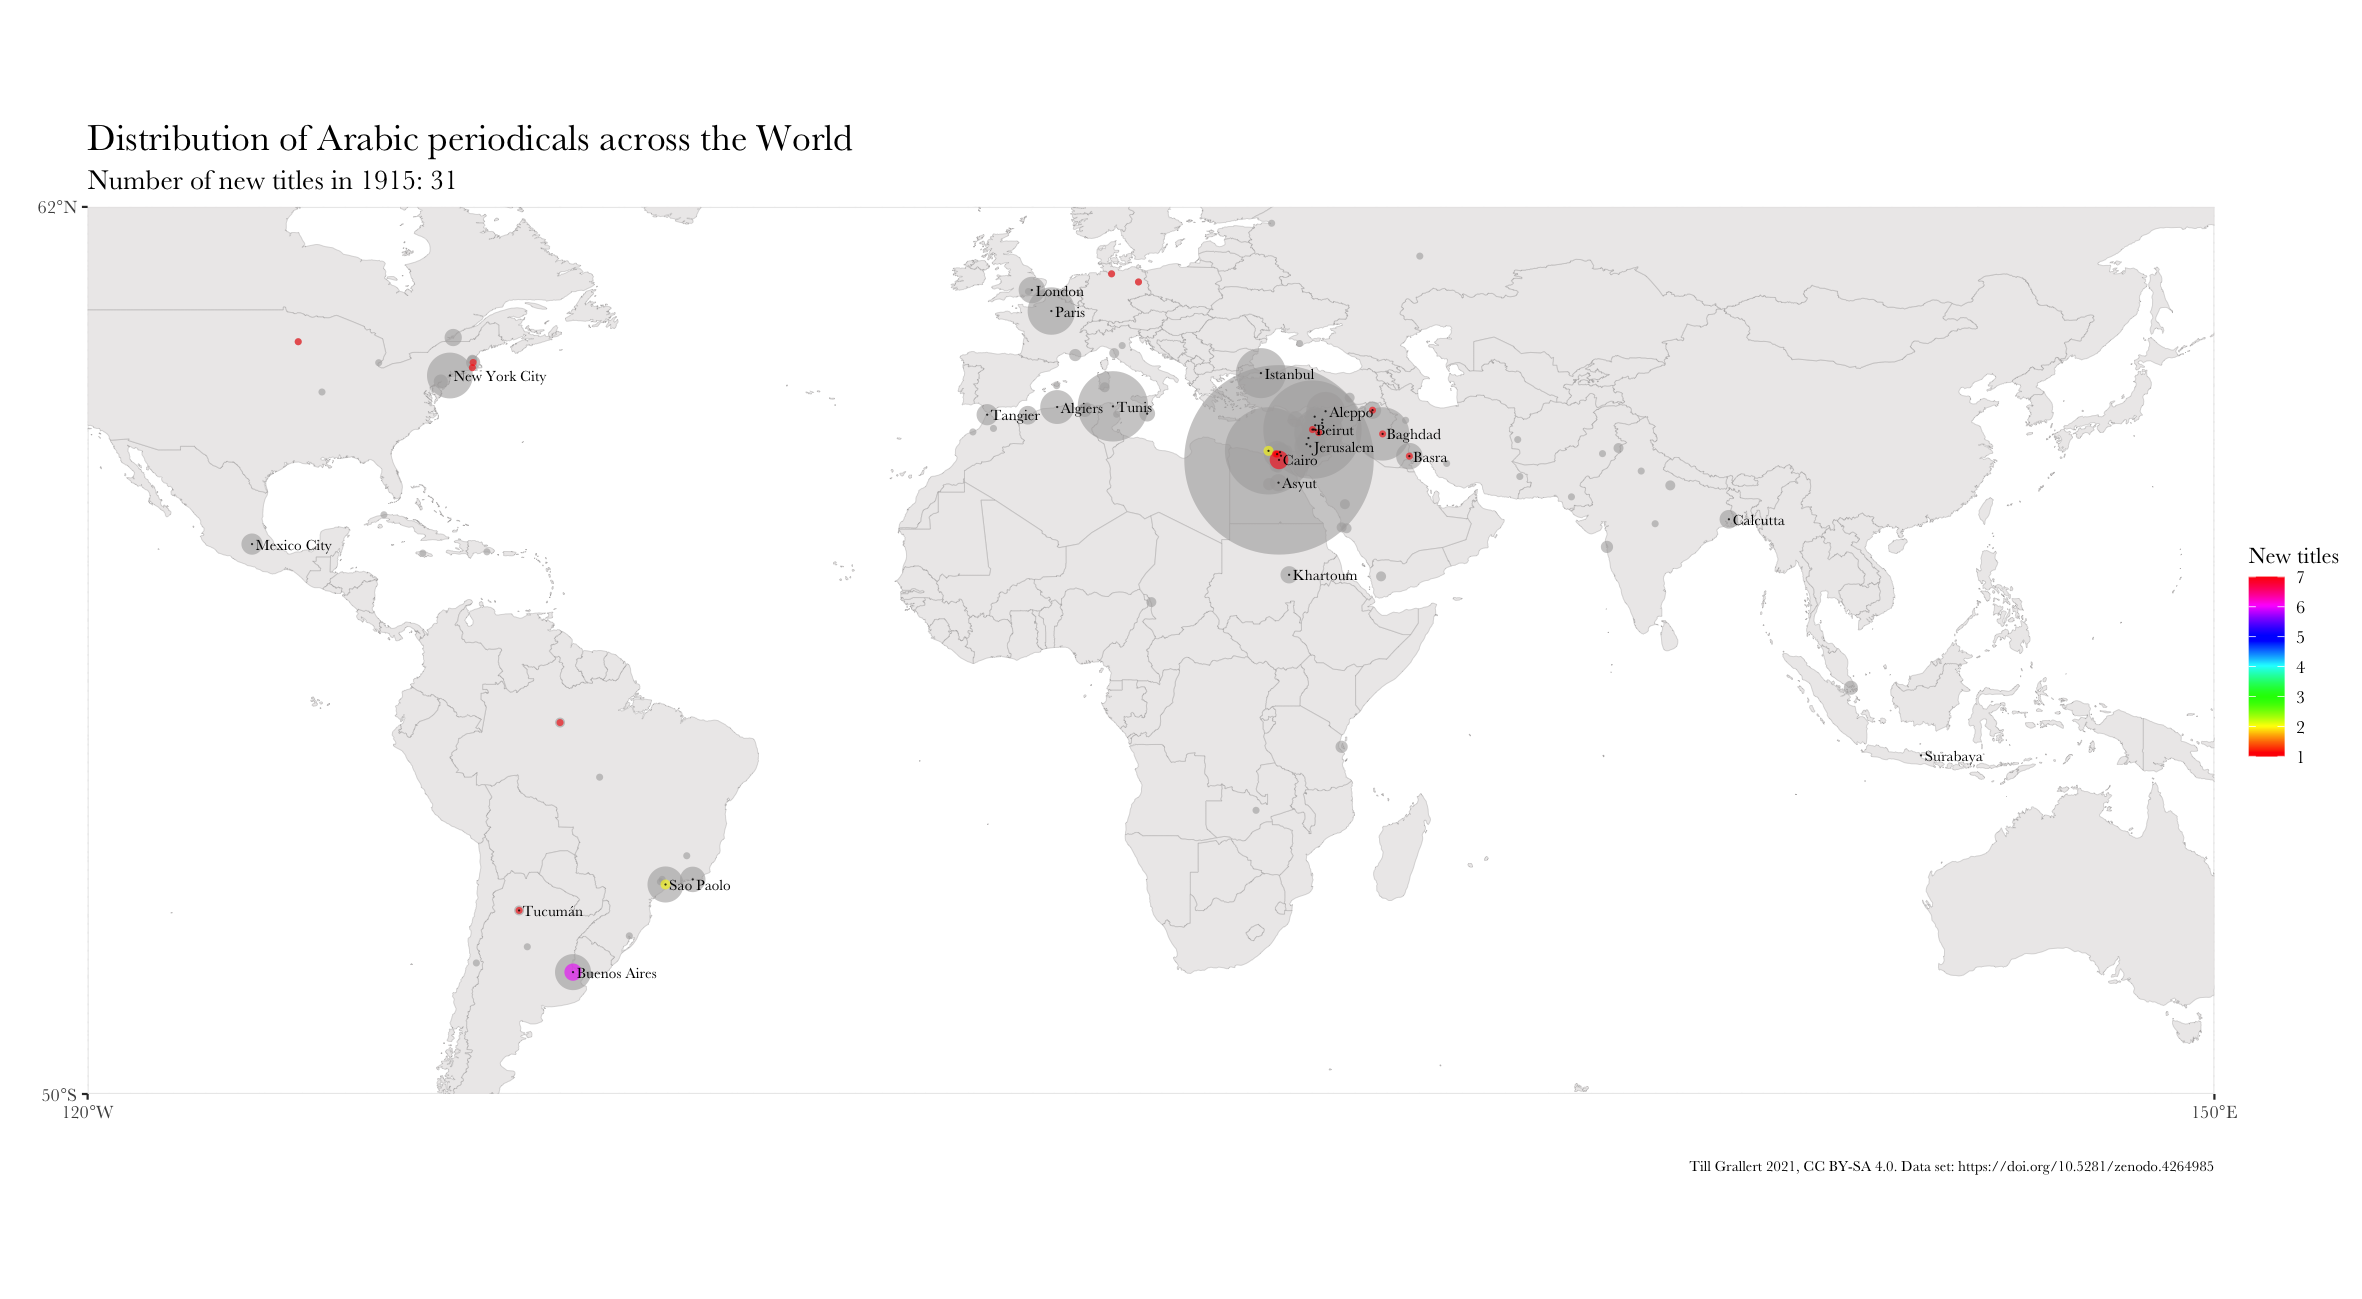 Distribution of Arabic periodicals across the World
Number of new titles in 1915: 31
62°N
London
Paris
New York City
Istanbul
Tangier
Algiers
Tunis
Aleppo
Beirut
Baghdad
Jerusalem
Basra
Cairo
Asyut
Calcutta
Mexico City
Khartoum
New titles
7
6
5
4
3
2
1
Surabaya
Sao Paolo
Tucumán
Buenos Aires
50°S
120°W
150°E
Till Grallert 2021, CC BY-SA 4.0. Data set: https://doi.org/10.5281/zenodo.4264985